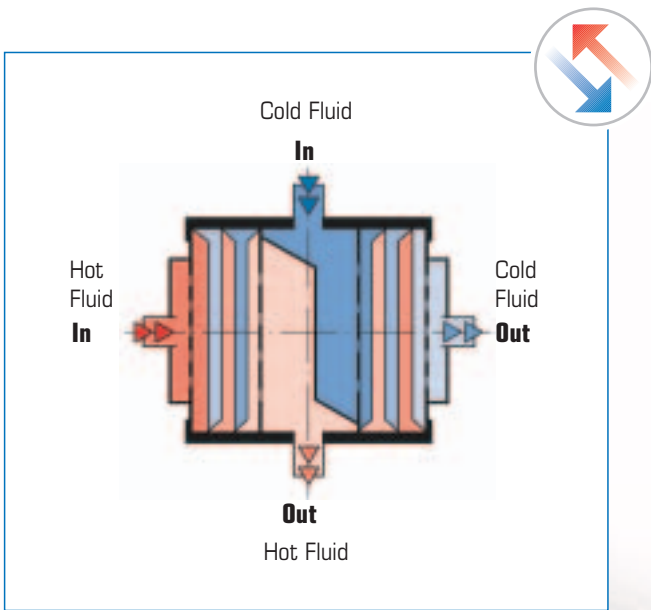 Cold Fluid
In
Hot
Fluid
In
Cold
Fluid
Out
Out
Hot Fluid